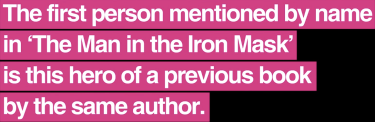 The first person mentioned by name
in ‘The Man in the Iron Mask’
is this hero of a previous book
by the same author.